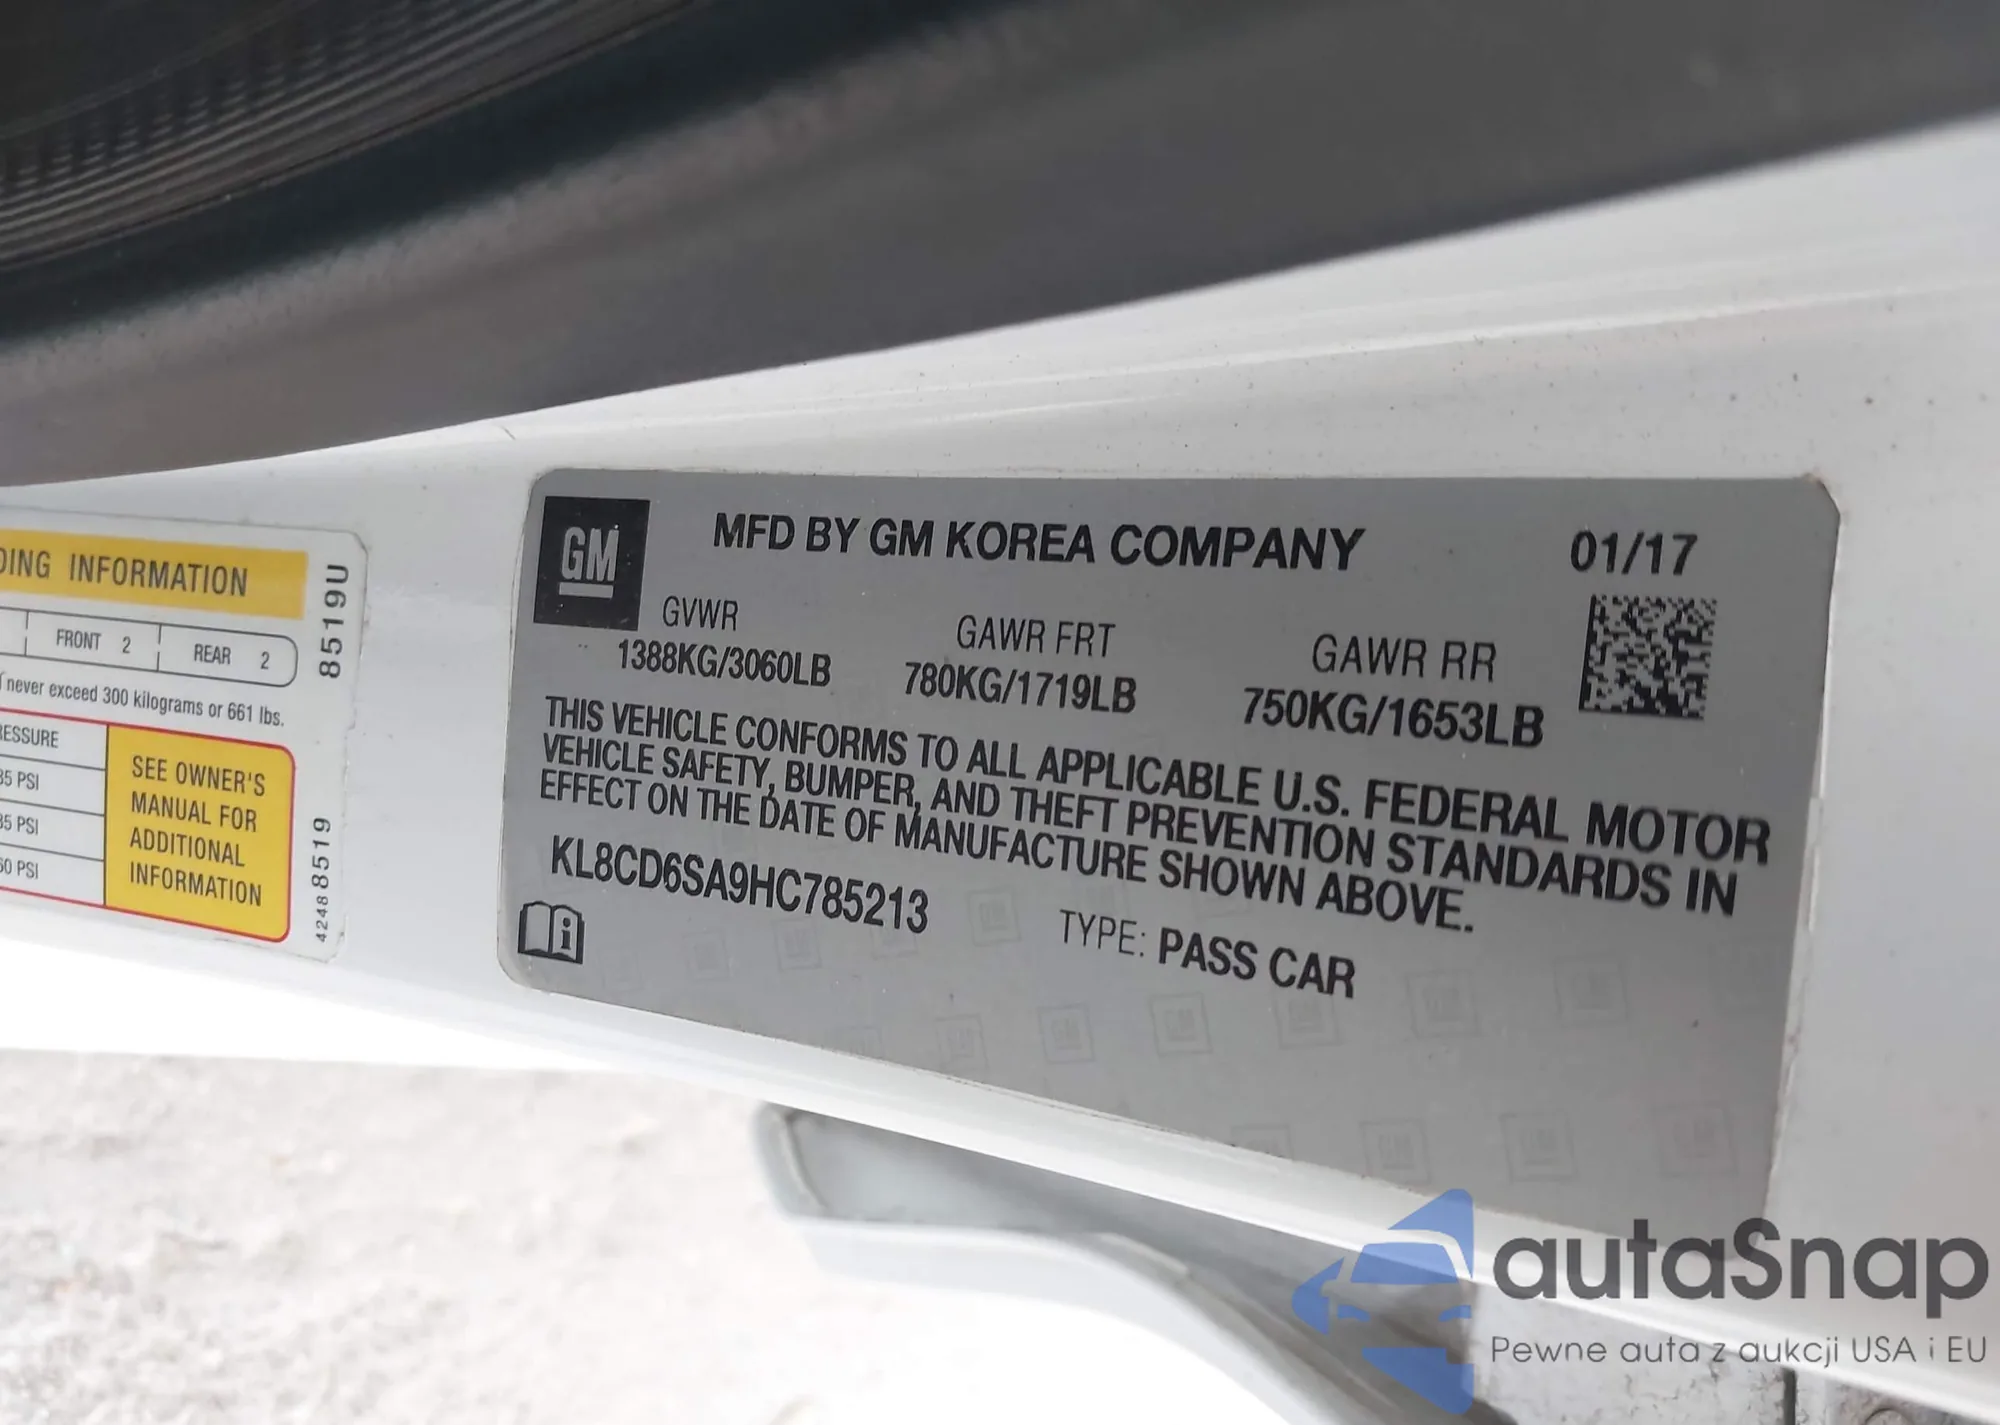 DING INFORMATION
FRONT 2
REAR 2
never exceed 300 kilograms or 661 lbs.
ESSURE
35 PSI
35 PSI
60 PSI
SEE OWNER'S
MANUAL FOR
ADDITIONAL
INFORMATION
8519U
42488519
GM
MFD BY GM KOREA COMPANY
01/17
GVWR
1388KG/3060LB
GAWR FRT
780KG/1719LB
GAWR RR
750KG/1653LB
THIS VEHICLE CONFORMS TO ALL APPLICABLE U.S. FEDERAL MOTOR
VEHICLE SAFETY, BUMPER, AND THEFT PREVENTION STANDARDS IN
EFFECT ON THE DATE OF MANUFACTURE SHOWN ABOVE.
KL8CD6SA9HC785213
TYPE: PASS CAR
autaSnap
Pewne auta z aukcji USA i EU